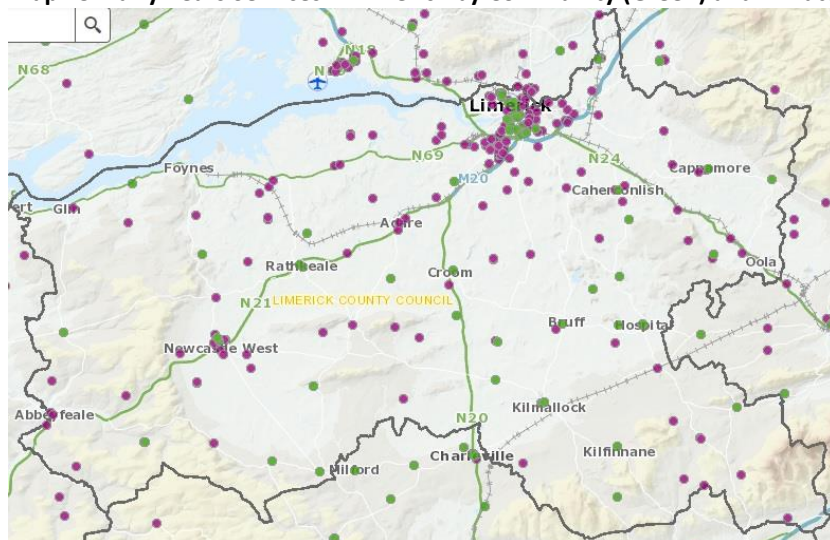 N18
N68
Limerick
N69
Foynes
N24
Cappamore
M20
Caherconlish
Glin
Adare
Oola
Rathkeale
Croom
N21
LIMERICK COUNTY COUNCIL
Bruff
Hospital
Newcastle West
Kilmallock
Abbeyfeale
N20
Charleville
Kilfinnane
Milford